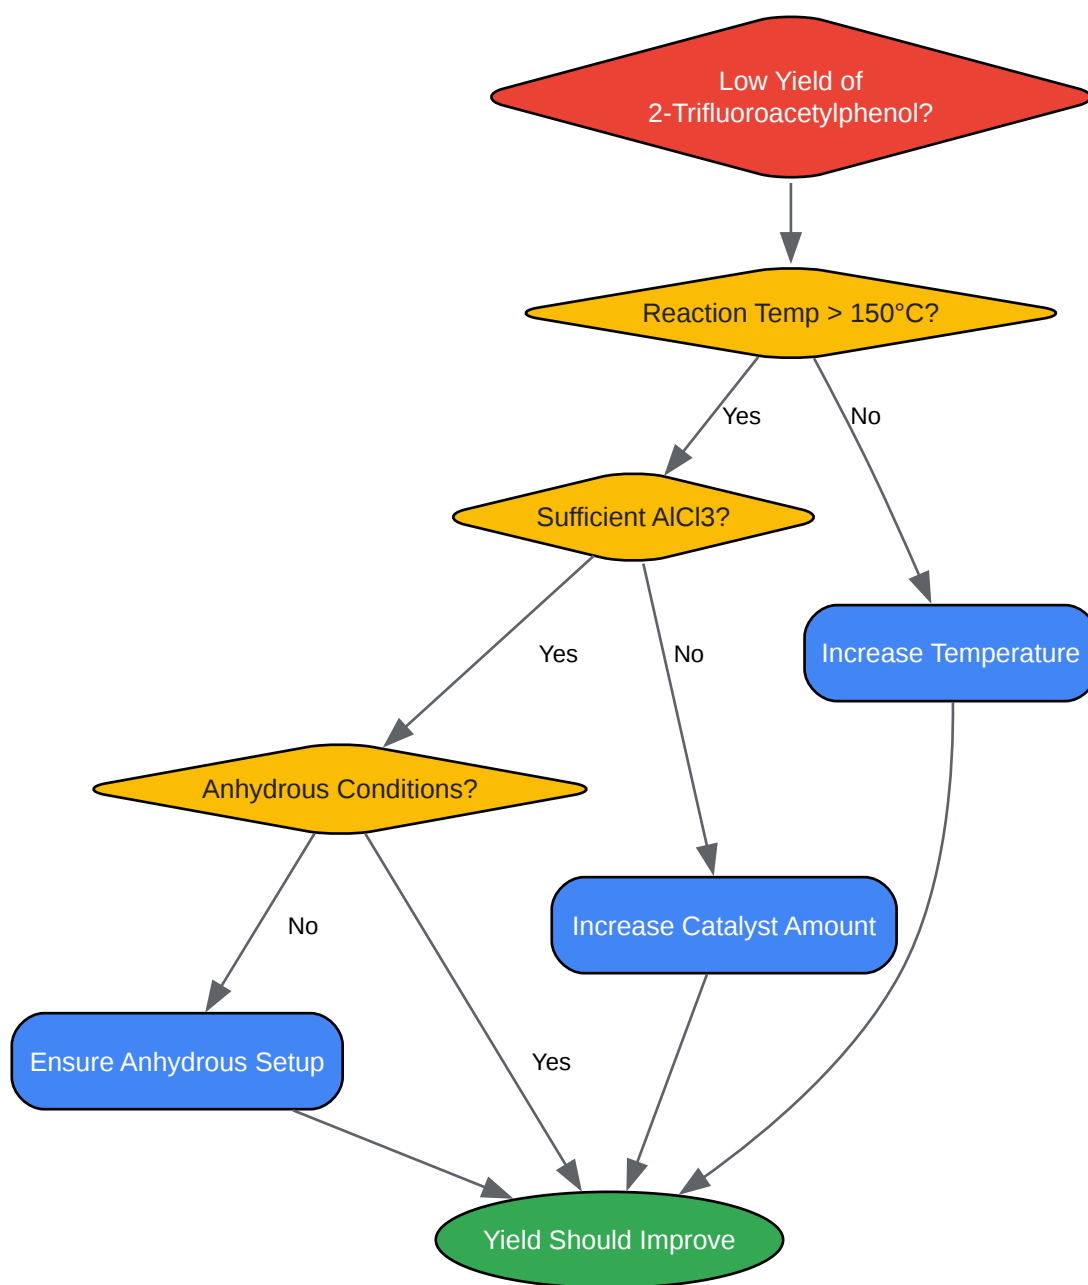 Low Yield of
2-Trifluoroacetylphenol?
Reaction Temp > 150°C?
Yes
No
Sufficient AlCl3?
Yes
No
Increase Temperature
Anhydrous Conditions?
No
Yes
Increase Catalyst Amount
Ensure Anhydrous Setup
Yield Should Improve